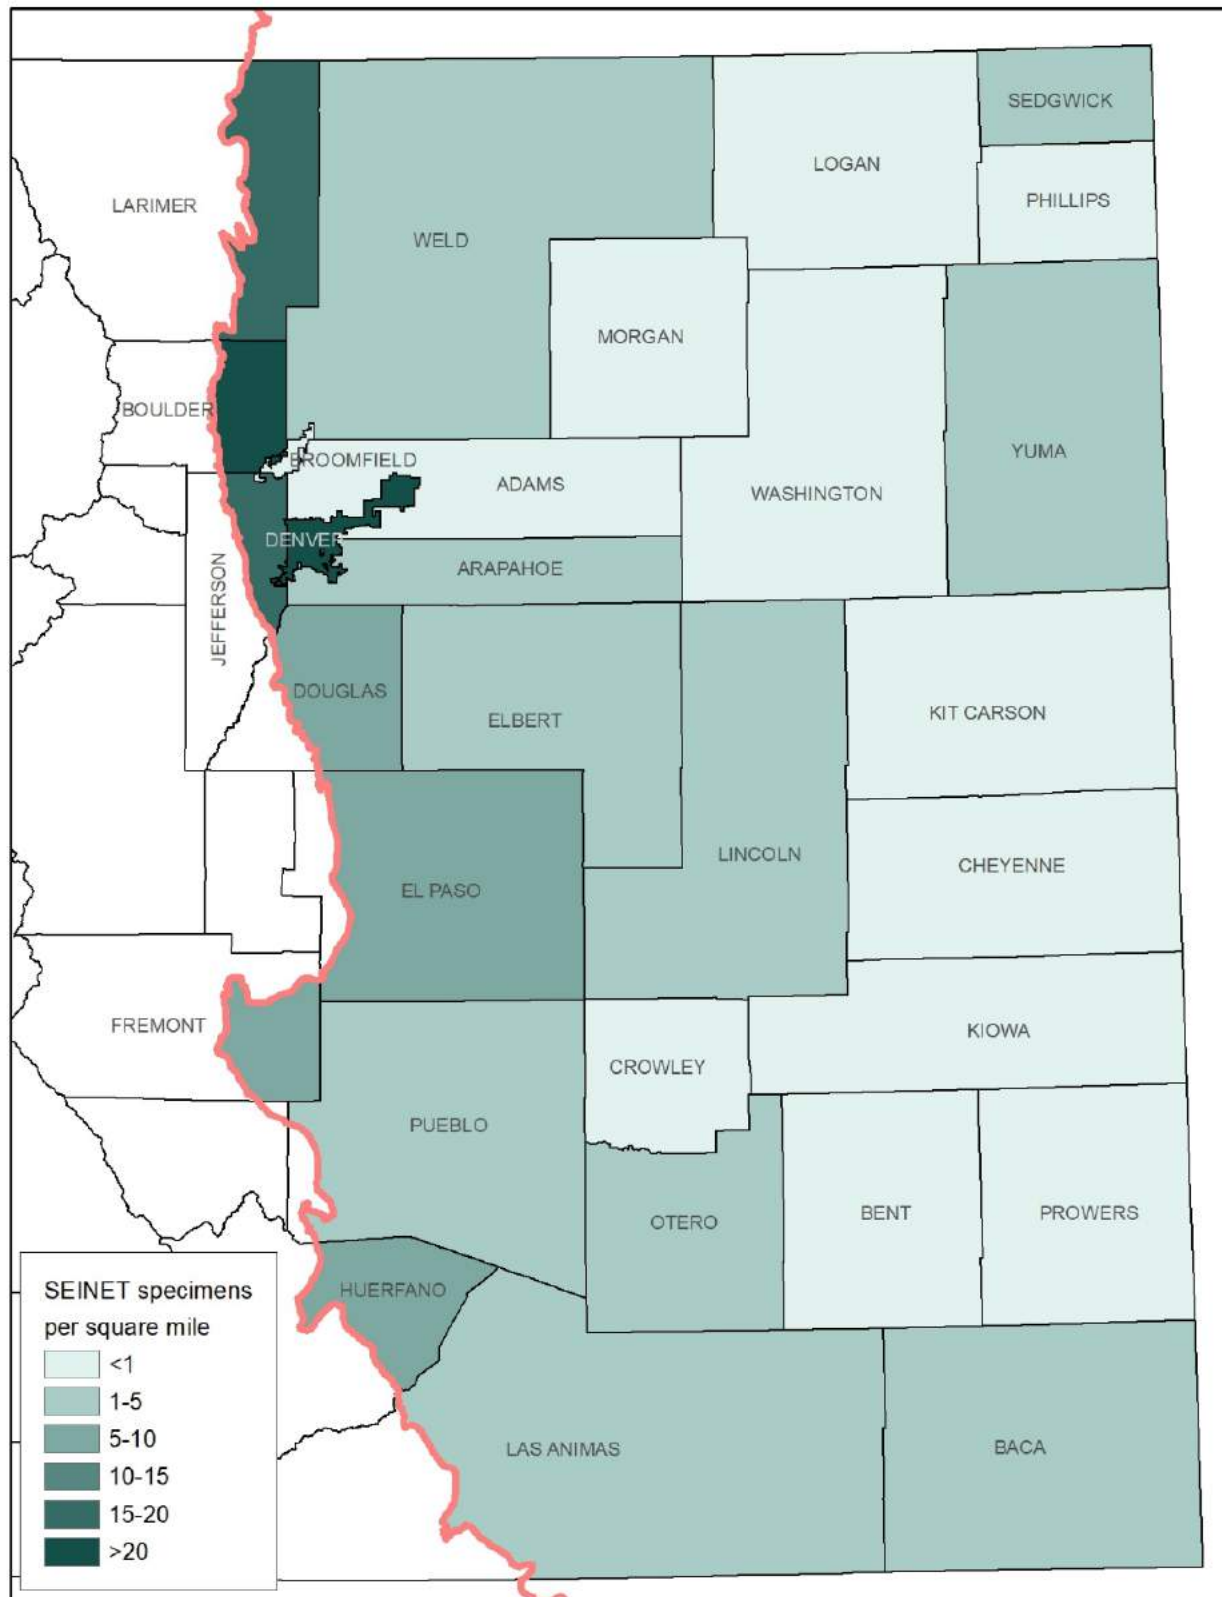 SEDGWICK
LOGAN
PHILLIPS
LARIMER
WELD
MORGAN
BOULDER
YUMA
BROOMFIELD
ADAMS
WASHINGTON
DENVER
ARAPAHOE
JEFFERSON
DOUGLAS
ELBERT
KIT CARSON
LINCOLN
CHEYENNE
EL PASO
FREMONT
KIOWA
CROWLEY
PUEBLO
OTERO
BENT
PROWERS
HUERFANO
LAS ANIMAS
BACA
SEINET specimens
per square mile
<1
1-5
5-10
10-15
15-20
>20